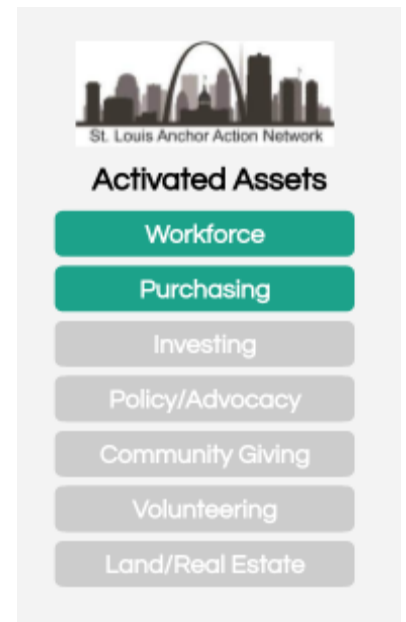 St. Louis Anchor Action Network
Activated Assets
Workforce
Purchasing
Investing
Policy/Advocacy
Community Giving
Volunteering
Land/Real Estate